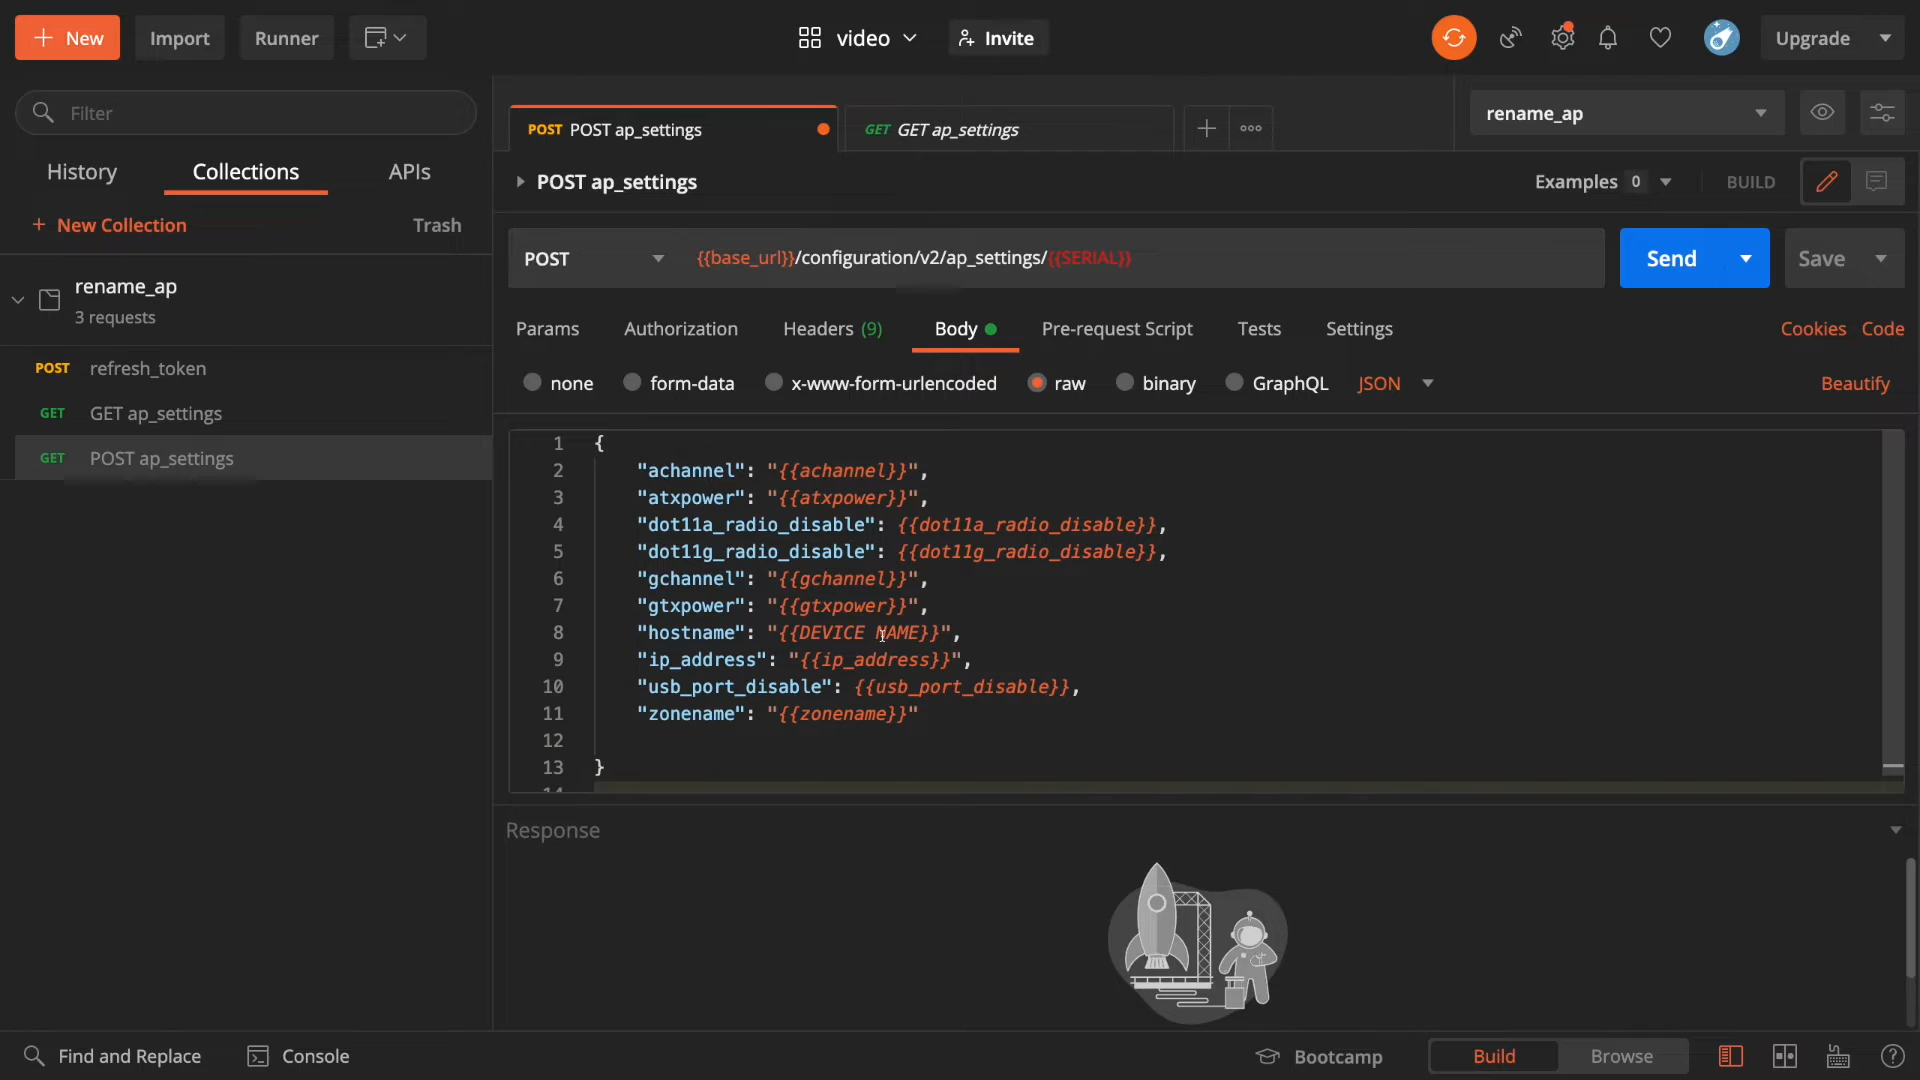 New
Import
Runner
video
Invite
Upgrade
Filter
History
Collections
APIs
+ New Collection
Trash
rename_ap
3 requests
POST refresh_token
GET GET ap_settings
GET POST ap_settings
POST POST ap_settings
GET GET ap_settings
rename_ap
POST ap_settings
Examples 0
BUILD
POST
{{base_url}}/configuration/v2/ap_settings/{{SERIAL}}
Send
Save
Params
Authorization
Headers (9)
Body
Pre-request Script
Tests
Settings
Cookies
Code
none
form-data
x-www-form-urlencoded
raw
binary
GraphQL
JSON
Beautify
1 {
2 "achannel": "{{achannel}}",
3 "atxpower": "{{atxpower}}",
4 "dot11a_radio_disable": {{dot11a_radio_disable}},
5 "dot11g_radio_disable": {{dot11g_radio_disable}},
6 "gchannel": "{{gchannel}}",
7 "gtxpower": "{{gtxpower}}",
8 "hostname": "{{DEVICE NAME}}",
9 "ip_address": "{{ip_address}}",
10 "usb_port_disable": {{usb_port_disable}},
11 "zonename": "{{zonename}}"
12
13 }
14
Response
Find and Replace
Console
Bootcamp
Build
Browse